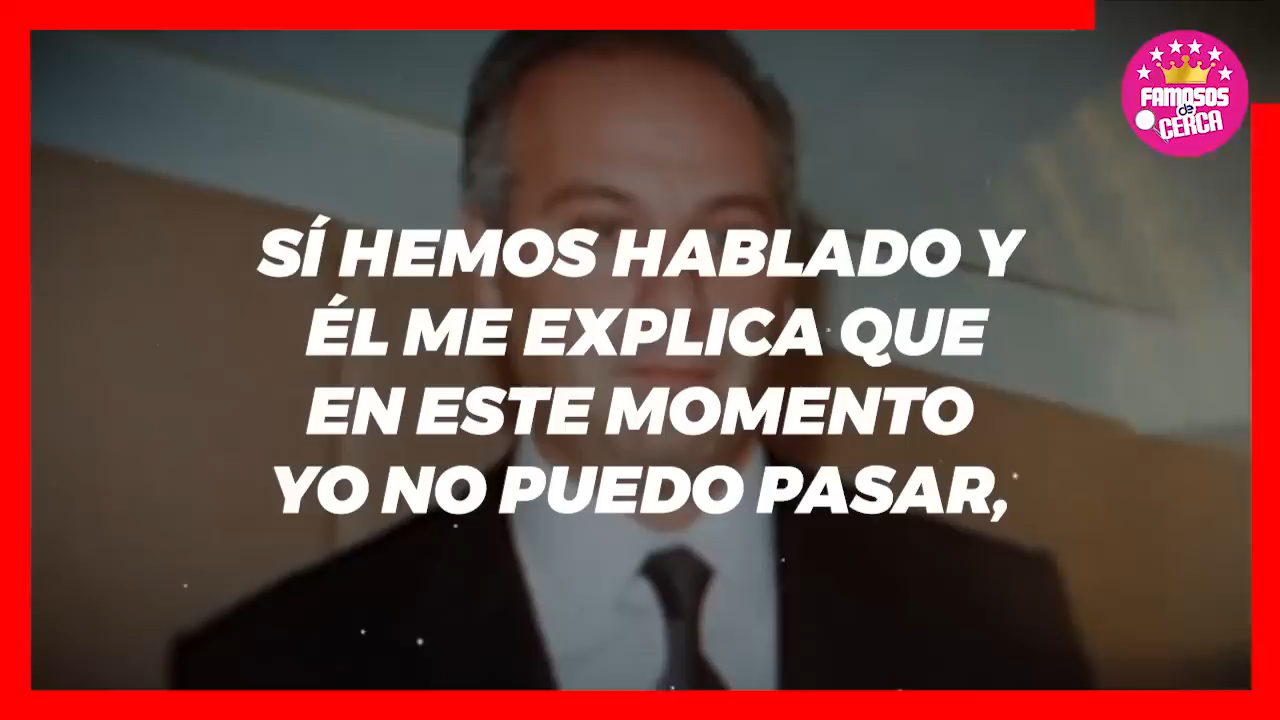 FAMOSOS
de
CERCA
SÍ HEMOS HABLADO Y
ÉL ME EXPLICA QUE
EN ESTE MOMENTO
YO NO PUEDO PASAR,